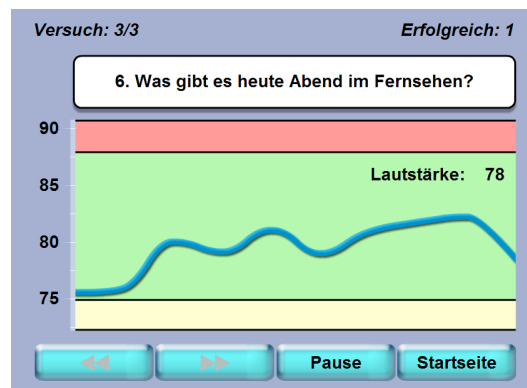 Versuch: 3/3 Erfolgreich: 1
6. Was gibt es heute Abend im Fernsehen?
90
Lautstärke: 78
85
80
75
Pause Startseite